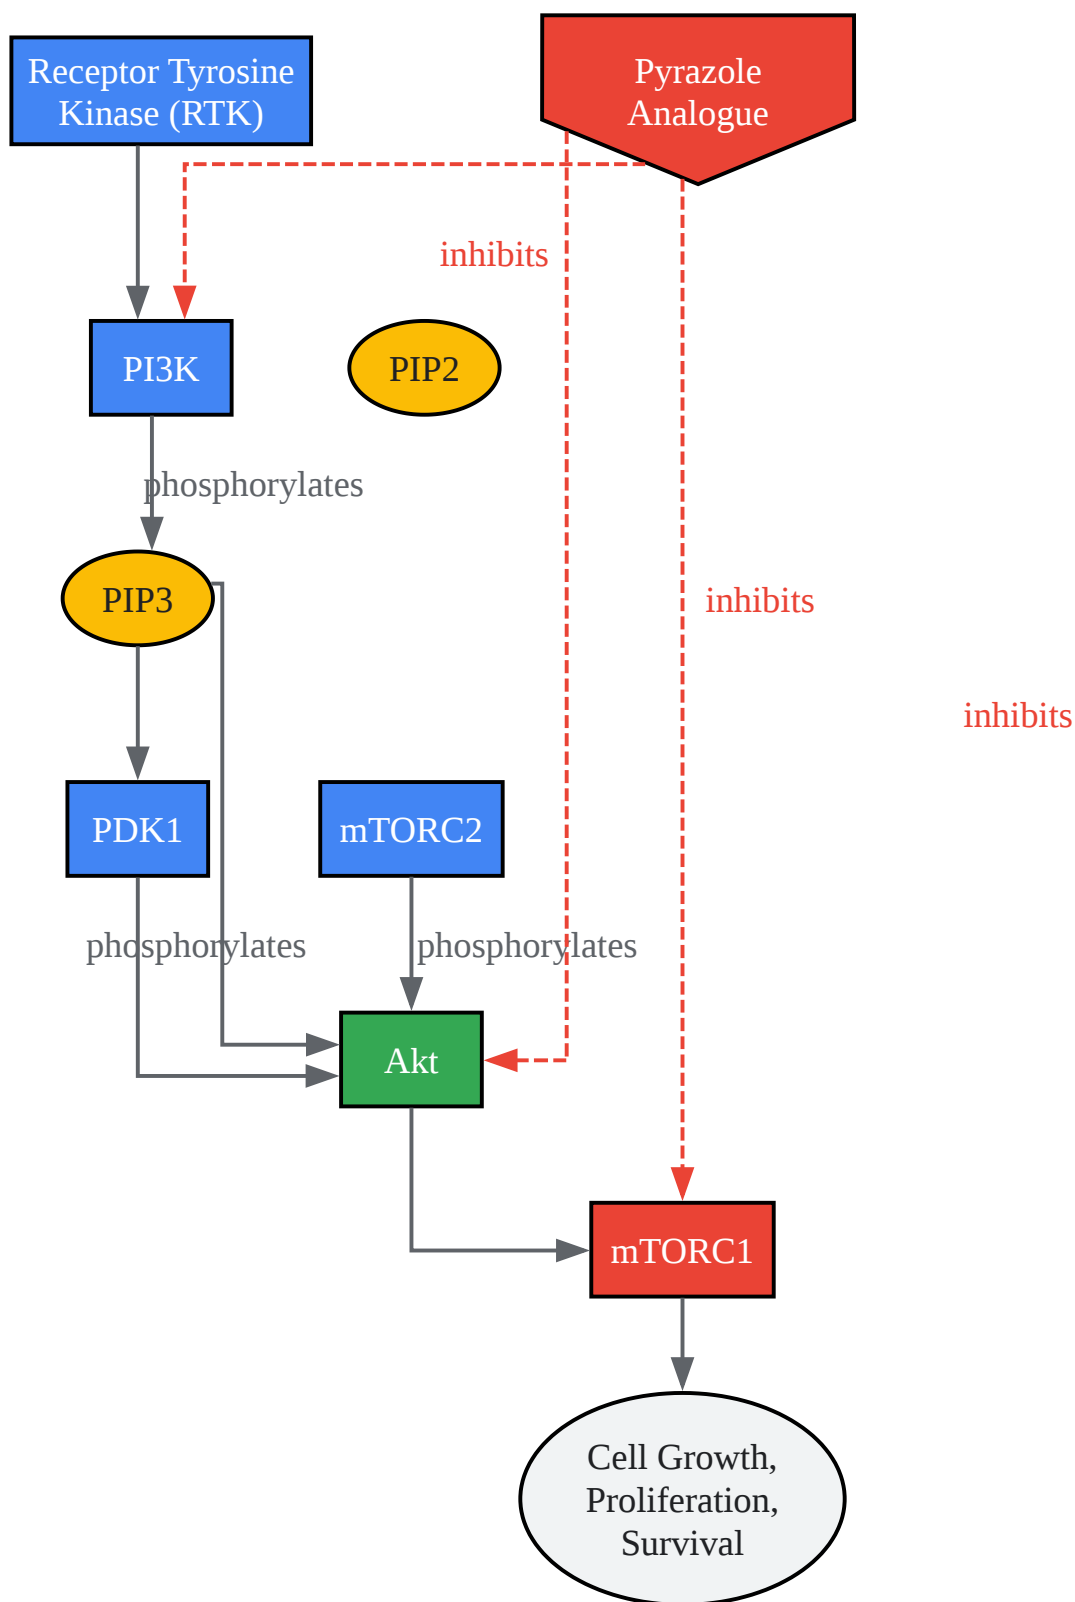 Receptor Tyrosine
Kinase (RTK)
Pyrazole
Analogue
inhibits
PI3K
PIP2
phosphorylates
PIP3
inhibits
inhibits
PDK1
mTORC2
phosphorylates
phosphorylates
Akt
mTORC1
Cell Growth,
Proliferation,
Survival